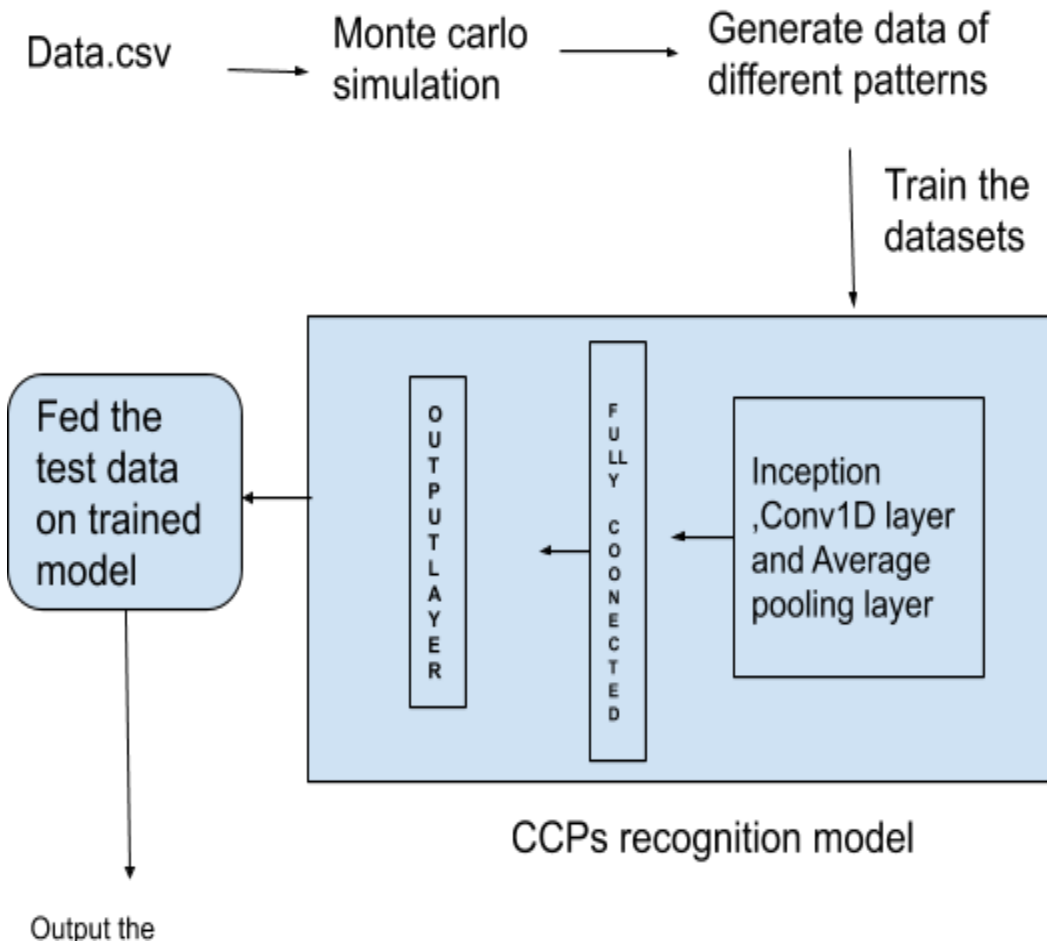 Data.csv
Monte carlo
simulation
Generate data of
different patterns
Train the
datasets
Inception
,Conv1D layer
and Average
pooling layer
FULLY COOONECTED
OUTPUTLAYER
CCPs recognition model
Fed the
test data
on trained
model
Output the